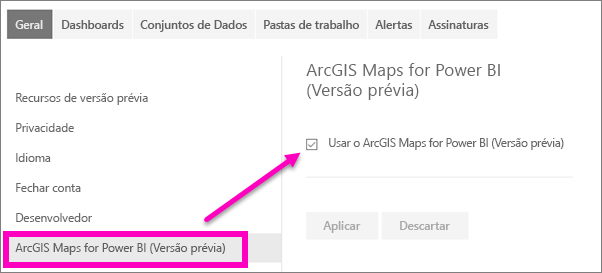 Geral Dashboards Conjuntos de Dados Pastas de trabalho Alertas Assinaturas
Recursos de versão prévia
Privacidade
Idioma
Fechar conta
Desenvolvedor
ArcGIS Maps for Power BI (Versão prévia)
ArcGIS Maps for Power BI
(Versão prévia)
Usar o ArcGIS Maps for Power BI (Versão prévia)
Aplicar Descartar